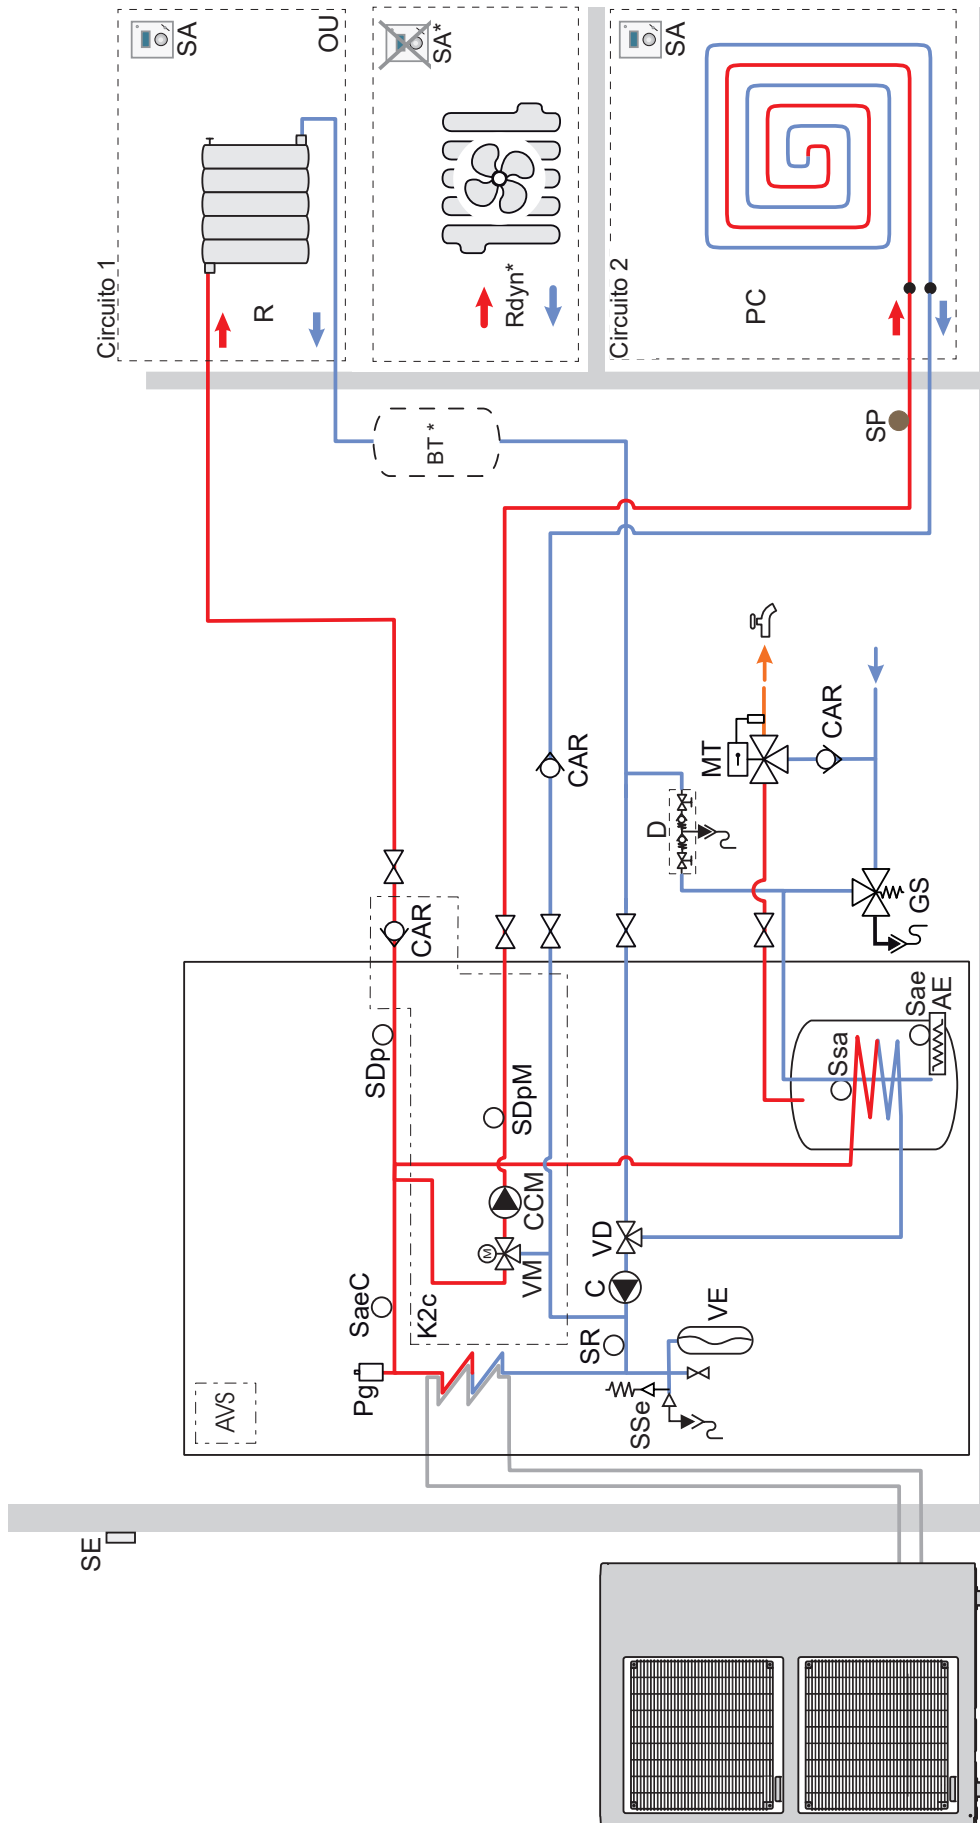 Circuito 1
SA
OU
R
SA*
Rdyn*
Circuito 2
SA
PC
BT *
SP
CAR
MT
CAR
D
GS
CAR
SDp
SDpM
Ssa
Sae
AE
CCM
M
VM
VD
C
K2c
SaeC
SR
VE
Pg
SSe
AVS
SE